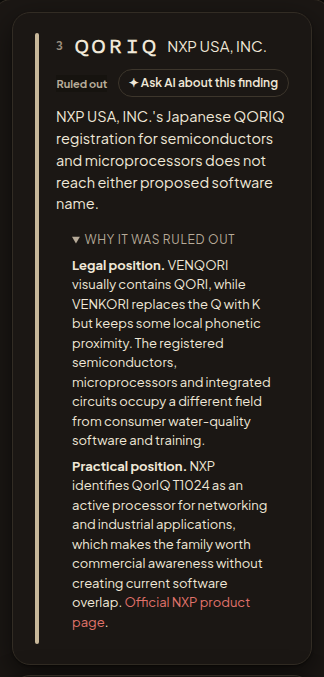 3 QORIQ NXP USA, INC.
Ruled out ✦ Ask AI about this finding
NXP USA, INC.'s Japanese QORIQ
registration for semiconductors
and microprocessors does not
reach either proposed software
name.
▼ WHY IT WAS RULED OUT
Legal position. VENQORI
visually contains QORI, while
VENKORI replaces the Q with K
but keeps some local phonetic
proximity. The registered
semiconductors,
microprocessors and integrated
circuits occupy a different field
from consumer water-quality
software and training.
Practical position. NXP
identifies QorIQ T1024 as an
active processor for networking
and industrial applications,
which makes the family worth
commercial awareness without
creating current software
overlap. Official NXP product
page.